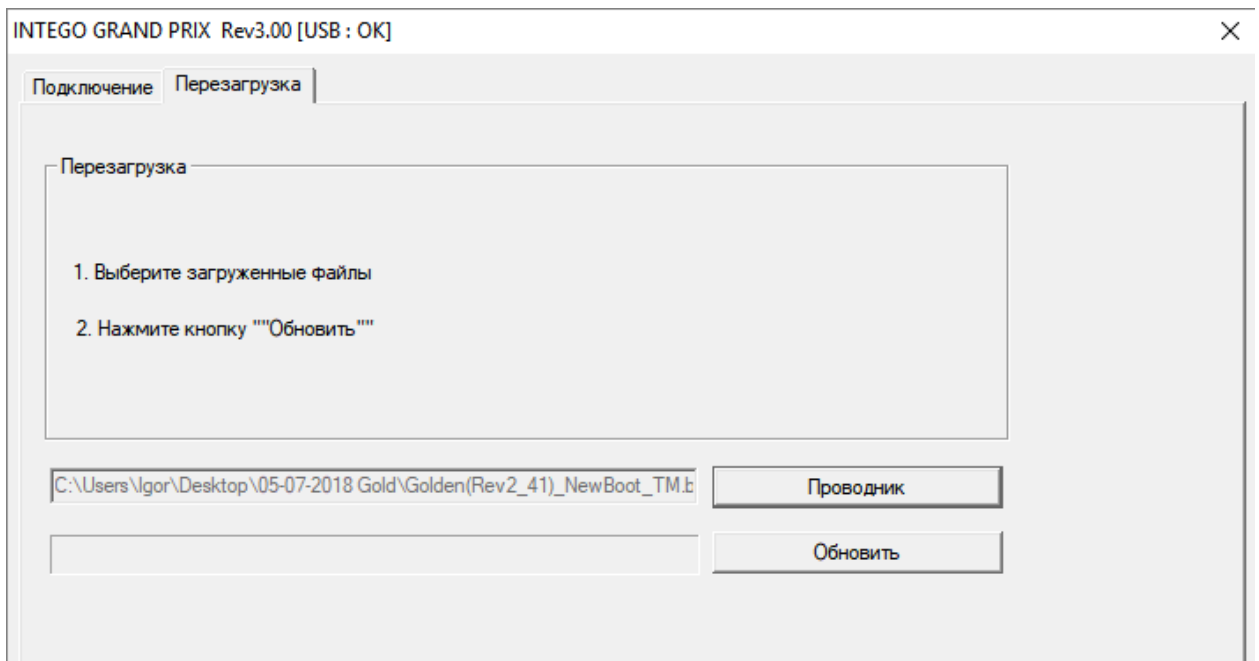 INTEGO GRAND PRIX Rev3.00 [USB : OK]
Подключение Перезагрузка
Перезагрузка
1. Выберите загруженные файлы
2. Нажмите кнопку ""Обновить""
C:\Users\Igor\Desktop\05-07-2018 Gold\Golden(Rev2_41)_NewBoot_TM.b Проводник
Обновить